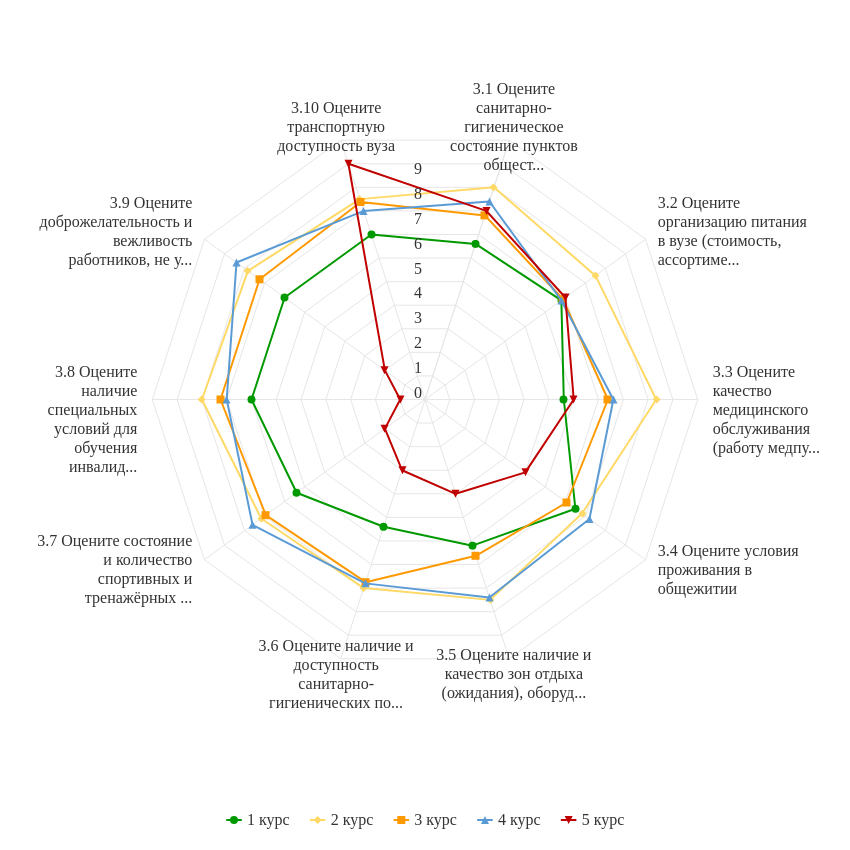 3.1 Оцените
санитарно-
гигиеническое
состояние пунктов
общест...
3.2 Оцените
организацию питания
в вузе (стоимость,
ассортиме...
3.3 Оцените
качество
медицинского
обслуживания
(работу медпу...
3.4 Оцените условия
проживания в
общежитии
3.5 Оцените наличие и
качество зон отдыха
(ожидания), оборуд...
3.6 Оцените наличие и
доступность
санитарно-
гигиенических по...
3.7 Оцените состояние
и количество
спортивных и
тренажёрных ...
3.8 Оцените
наличие
специальных
условий для
обучения
инвалид...
3.9 Оцените
доброжелательность и
вежливость
работников, не у...
3.10 Оцените
транспортную
доступность вуза
9
8
7
6
5
4
3
2
1
0
1 курс
2 курс
3 курс
4 курс
5 курс